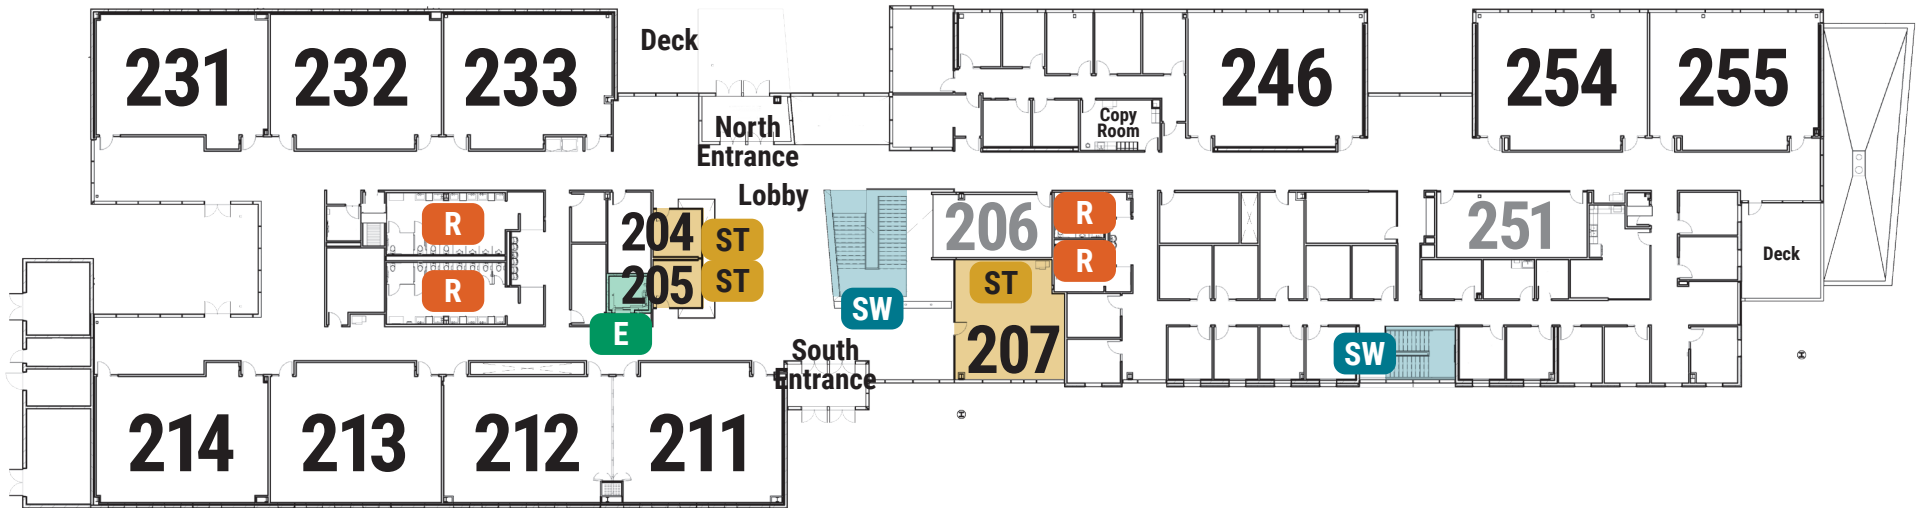 231
232
233
Deck
246
254
255
North
Entrance
Copy
Room
Lobby
R
204
ST
206
R
251
R
205
ST
R
ST
Deck
E
SW
207
South
Entrance
SW
214
213
212
211